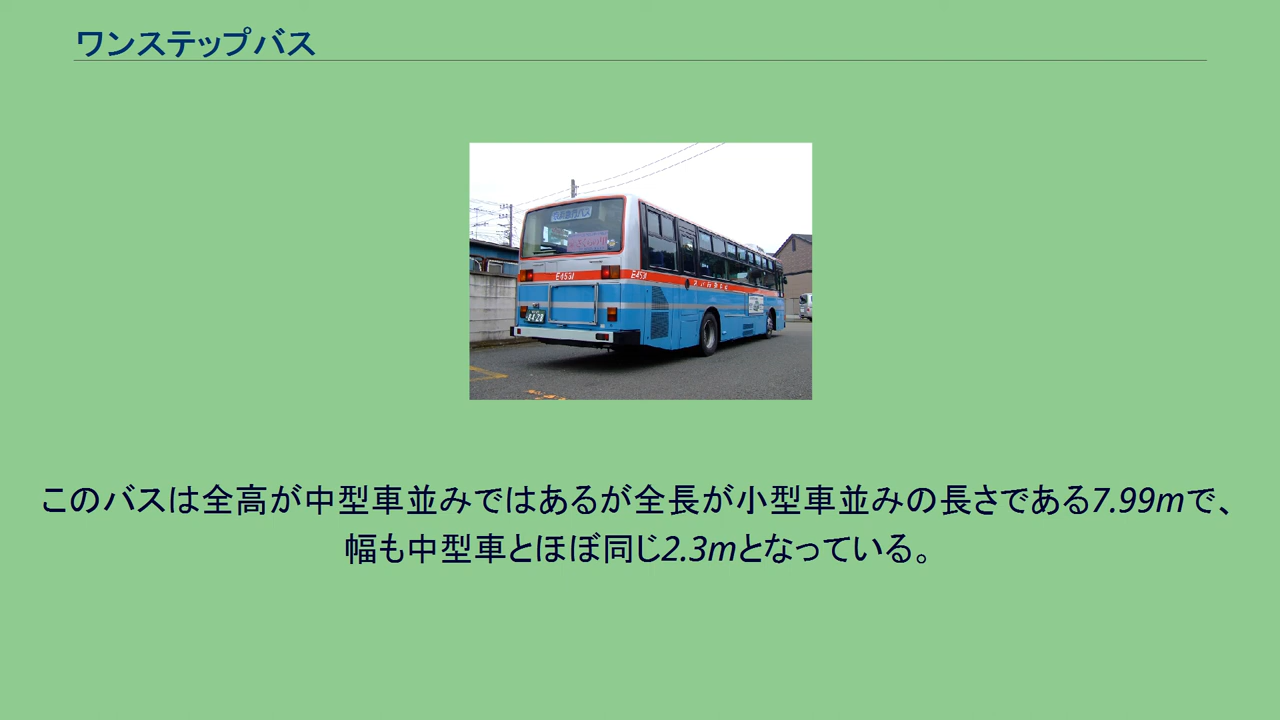 ワンステップバス
E4531
E4531
8428
このバスは全高が中型車並みではあるが全長が小型車並みの長さである7.99mで、
幅も中型車とほぼ同じ2.3mとなっている。